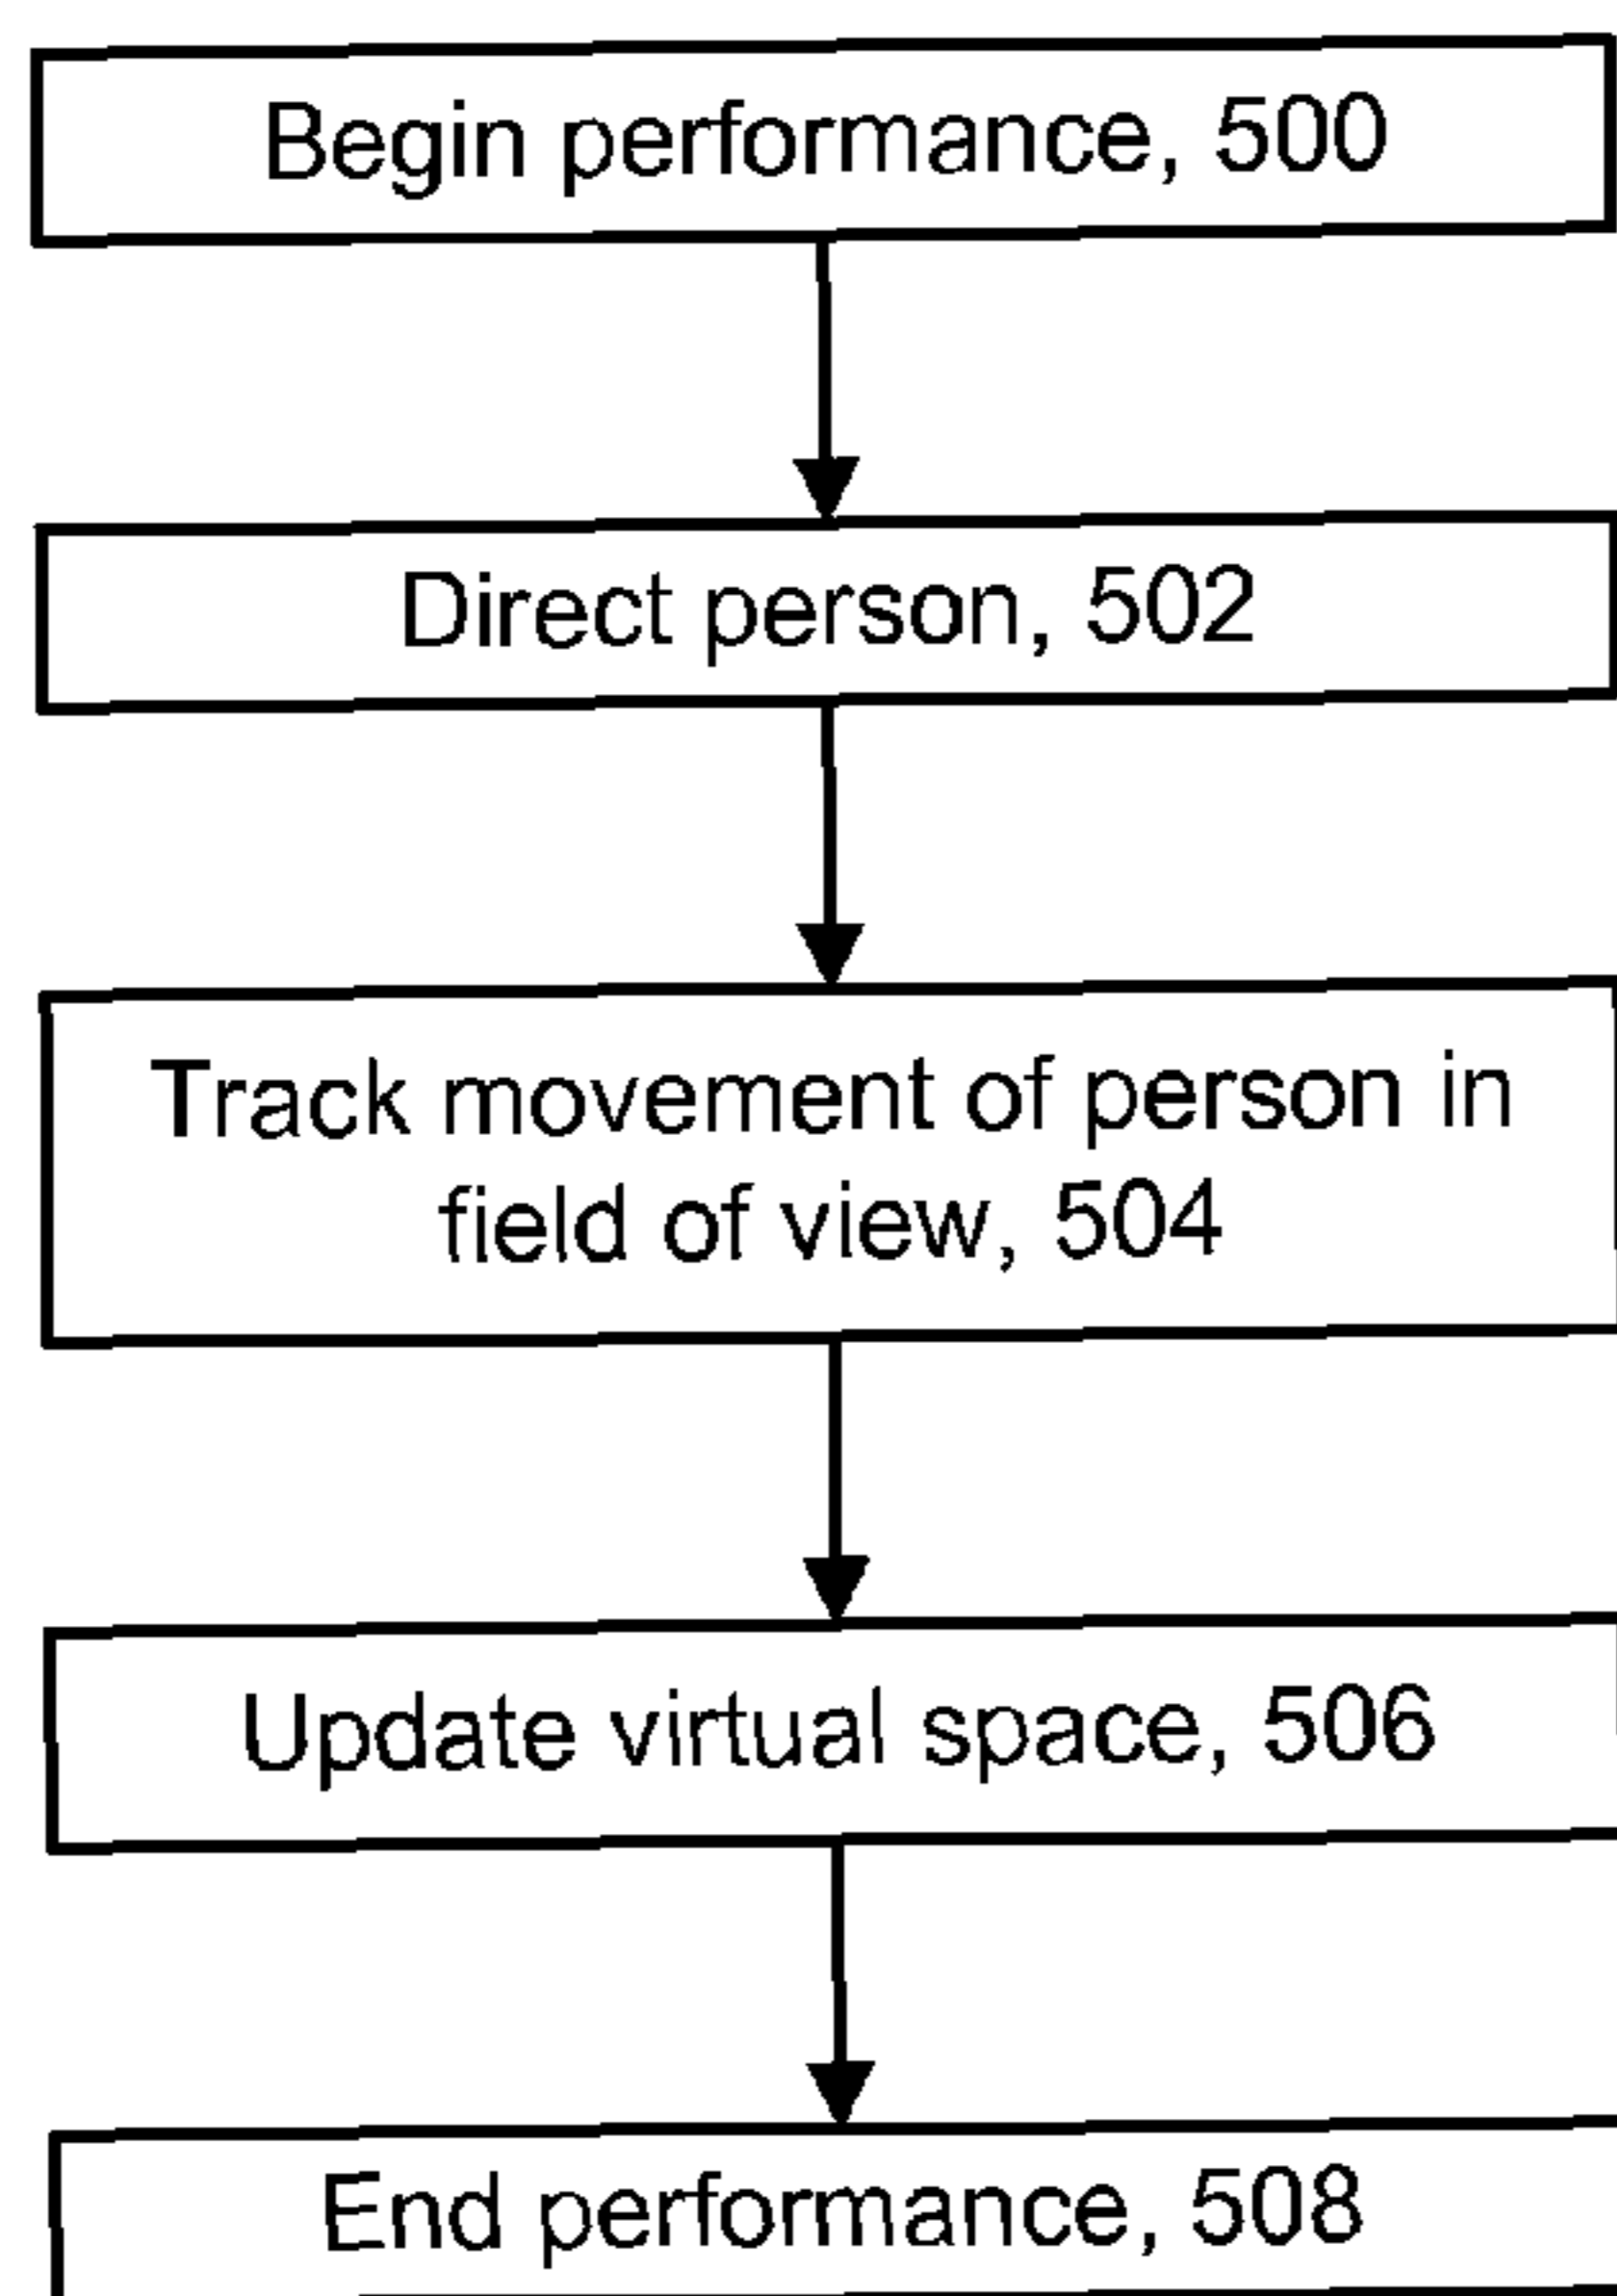 Begin performance, 500
Direct person, 502
Track movement of person in
field of view, 504
Update virtual space, 506
End performance, 508